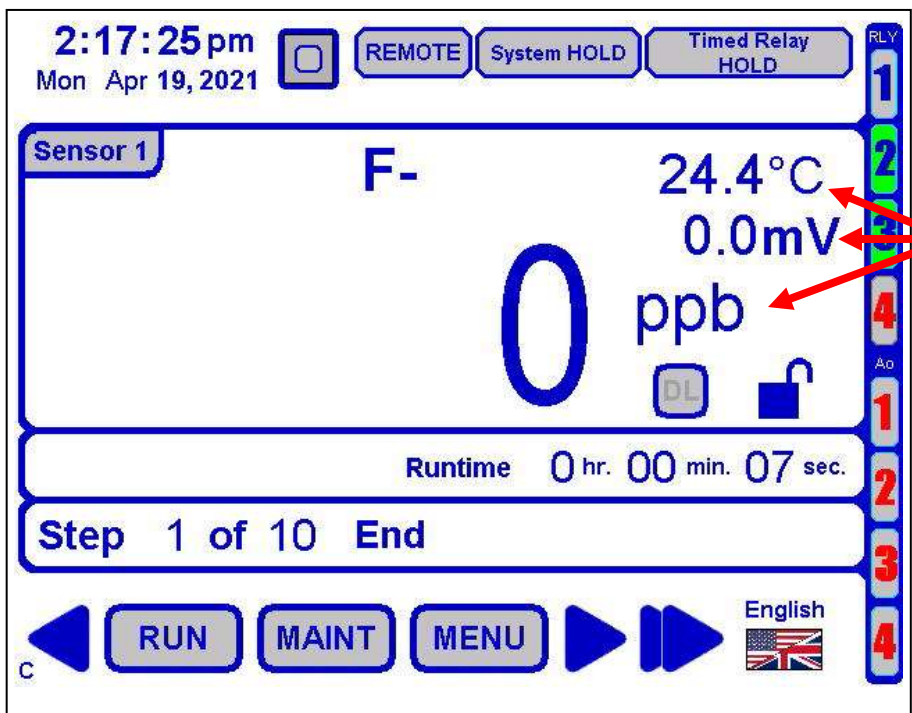 2:17:25 pm
Mon Apr 19, 2021
REMOTE
System HOLD
Timed Relay
HOLD
RLY
1
2
3
4
Ao
1
2
3
4
Sensor 1
F-
24.4°C
0.0mV
0 ppb
DL
Runtime 0 hr. 00 min. 07 sec.
Step 1 of 10 End
RUN
MAINT
MENU
English
C